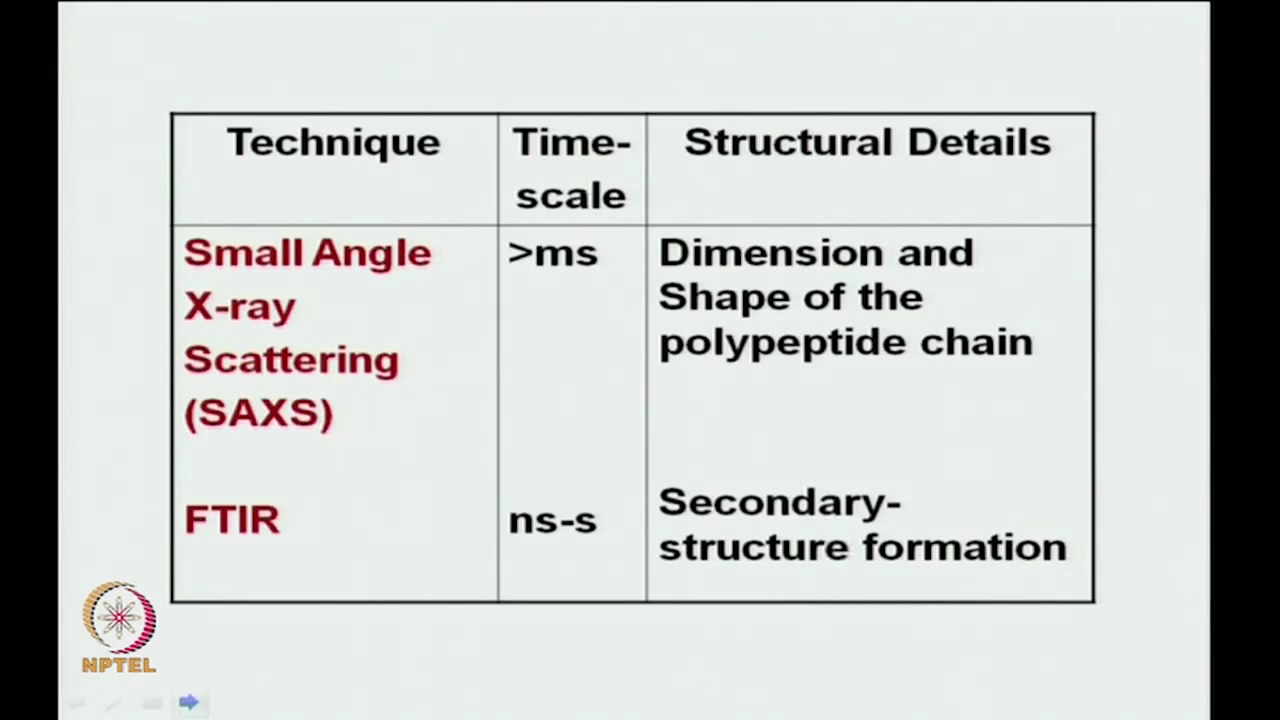 Technique Time- Structural Details
scale
Small Angle >ms Dimension and
X-ray Shape of the
Scattering polypeptide chain
(SAXS)
FTIR ns-s Secondary-
structure formation
NPTEL